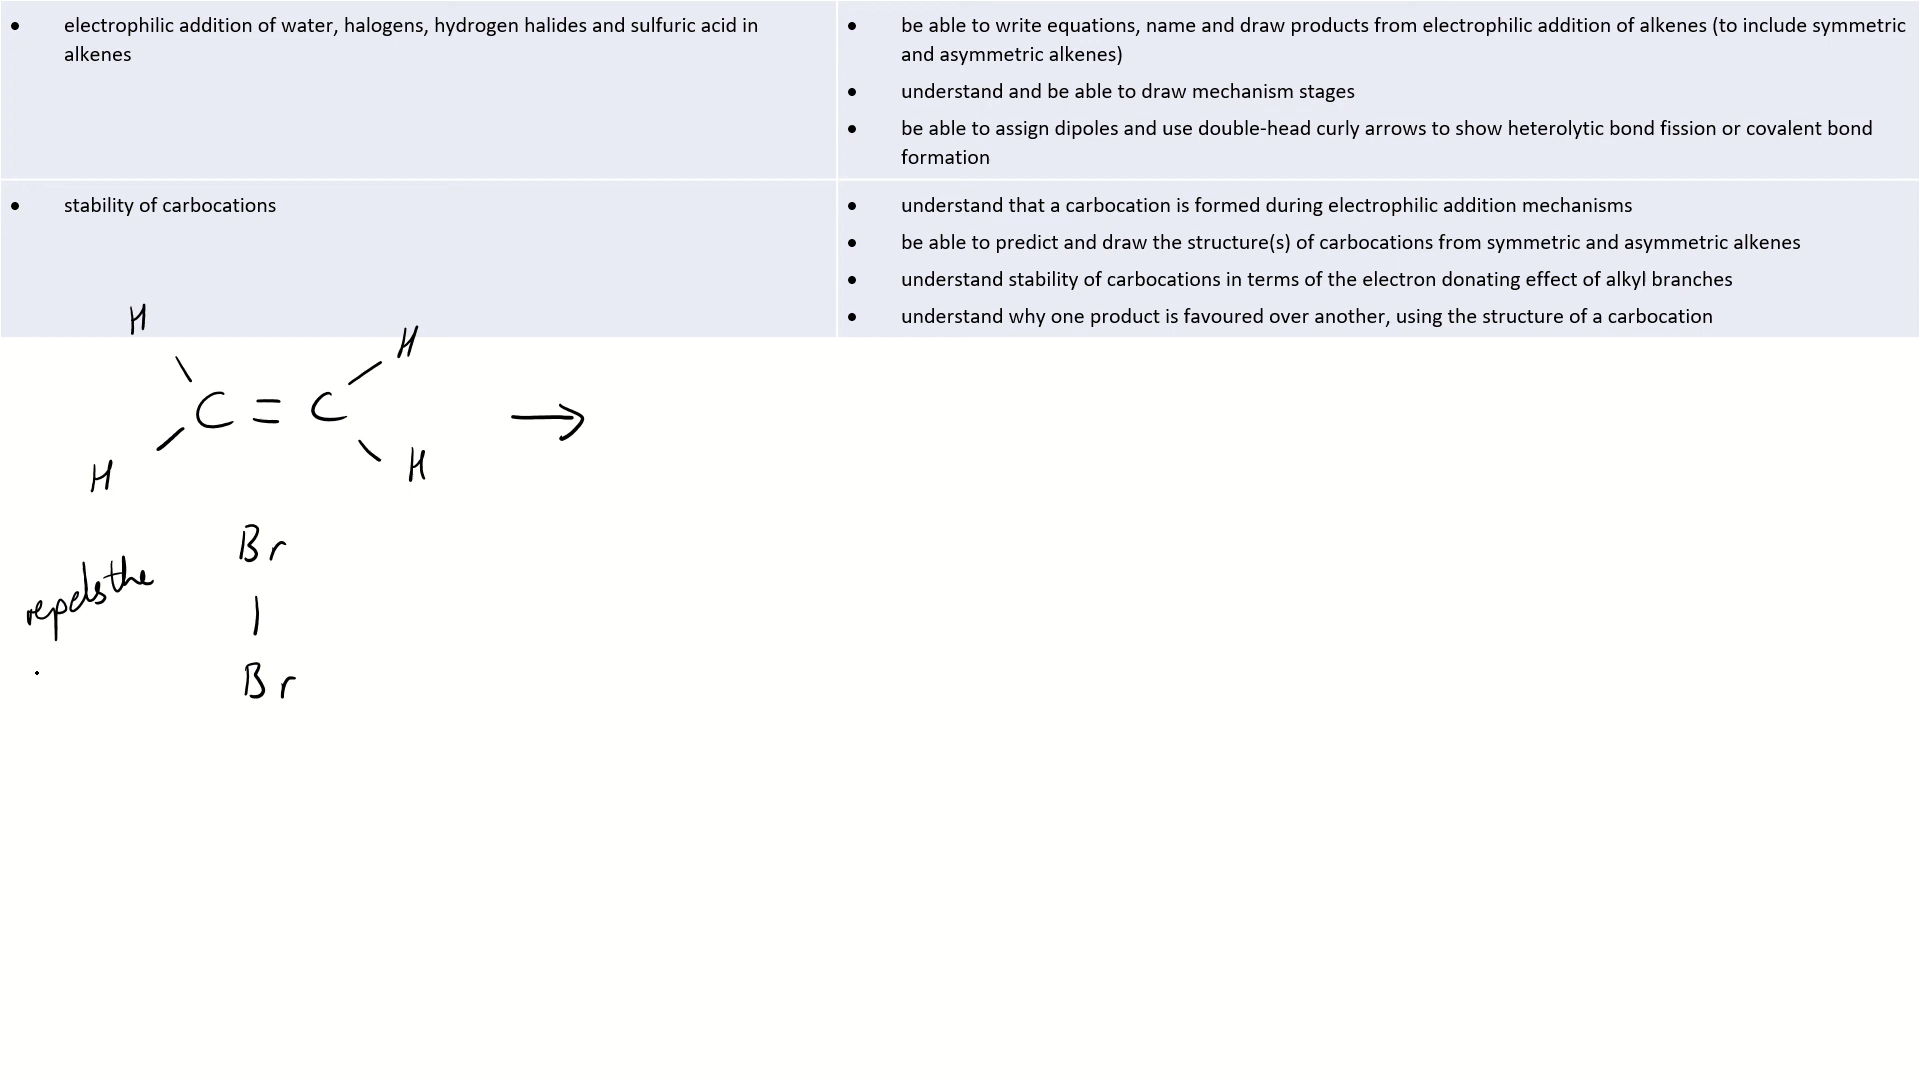 • electrophilic addition of water, halogens, hydrogen halides and sulfuric acid in
alkenes
• be able to write equations, name and draw products from electrophilic addition of alkenes (to include symmetric
and asymmetric alkenes)
• understand and be able to draw mechanism stages
• be able to assign dipoles and use double-head curly arrows to show heterolytic bond fission or covalent bond
formation
• stability of carbocations
• understand that a carbocation is formed during electrophilic addition mechanisms
• be able to predict and draw the structure(s) of carbocations from symmetric and asymmetric alkenes
• understand stability of carbocations in terms of the electron donating effect of alkyl branches
• understand why one product is favoured over another, using the structure of a carbocation
H
H
C = C
H
H
Br
repels the
Br